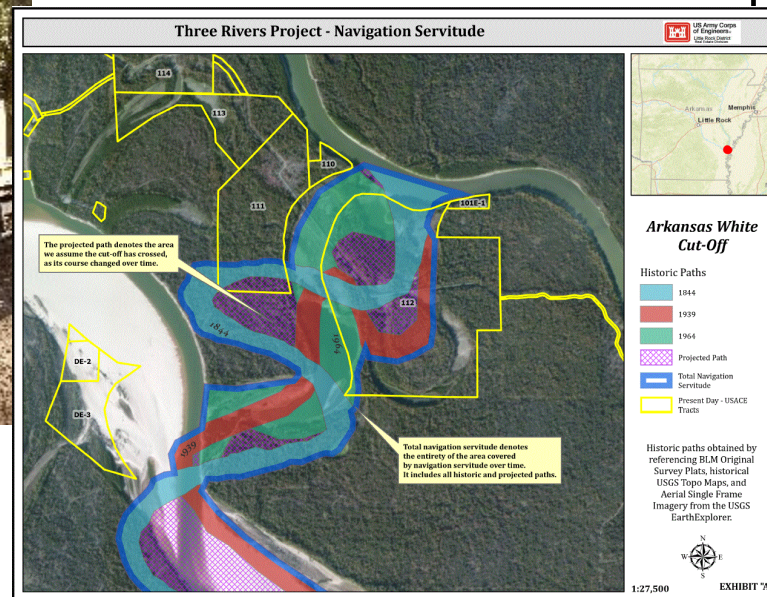 Three Rivers Project - Navigation Servitude
US Army Corps
of Engineers®
Little Rock District
Real Estate Division
114
113
110
111
101E-1
112
The projected path denotes the area
we assume the cut-off has crossed,
as its course changed over time.
1844
1964
DE-2
DE-3
1939
Total navigation servitude denotes
the entirety of the area covered
by navigation servitude over time.
It includes all historic and projected paths.
Arkansas
Memphis
Little Rock
Arkansas White
Cut-Off
Historic Paths
1844
1939
1964
Projected Path
Total Navigation
Servitude
Present Day - USACE
Tracts
Historic paths obtained by
referencing BLM Original
Survey Plats, historical
USGS Topo Maps, and
Aerial Single Frame
Imagery from the USGS
EarthExplorer.
N
W E
S
1:27,500
EXHIBIT "A